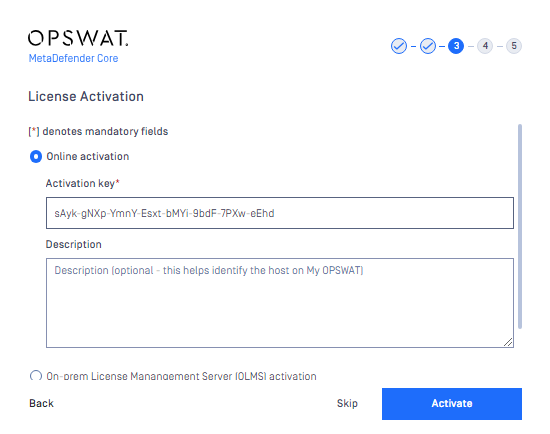 OPSWAT.
MetaDefender Core
3 4 5
License Activation
[*] denotes mandatory fields
Online activation
Activation key*
sAyk-gNXp-YmnY-Esxt-bMYi-9bdF-7PXw-eEhd
Description
Description (optional - this helps identify the host on My OPSWAT)
On-prem License Management Server (OLMS) activation
Back Skip Activate